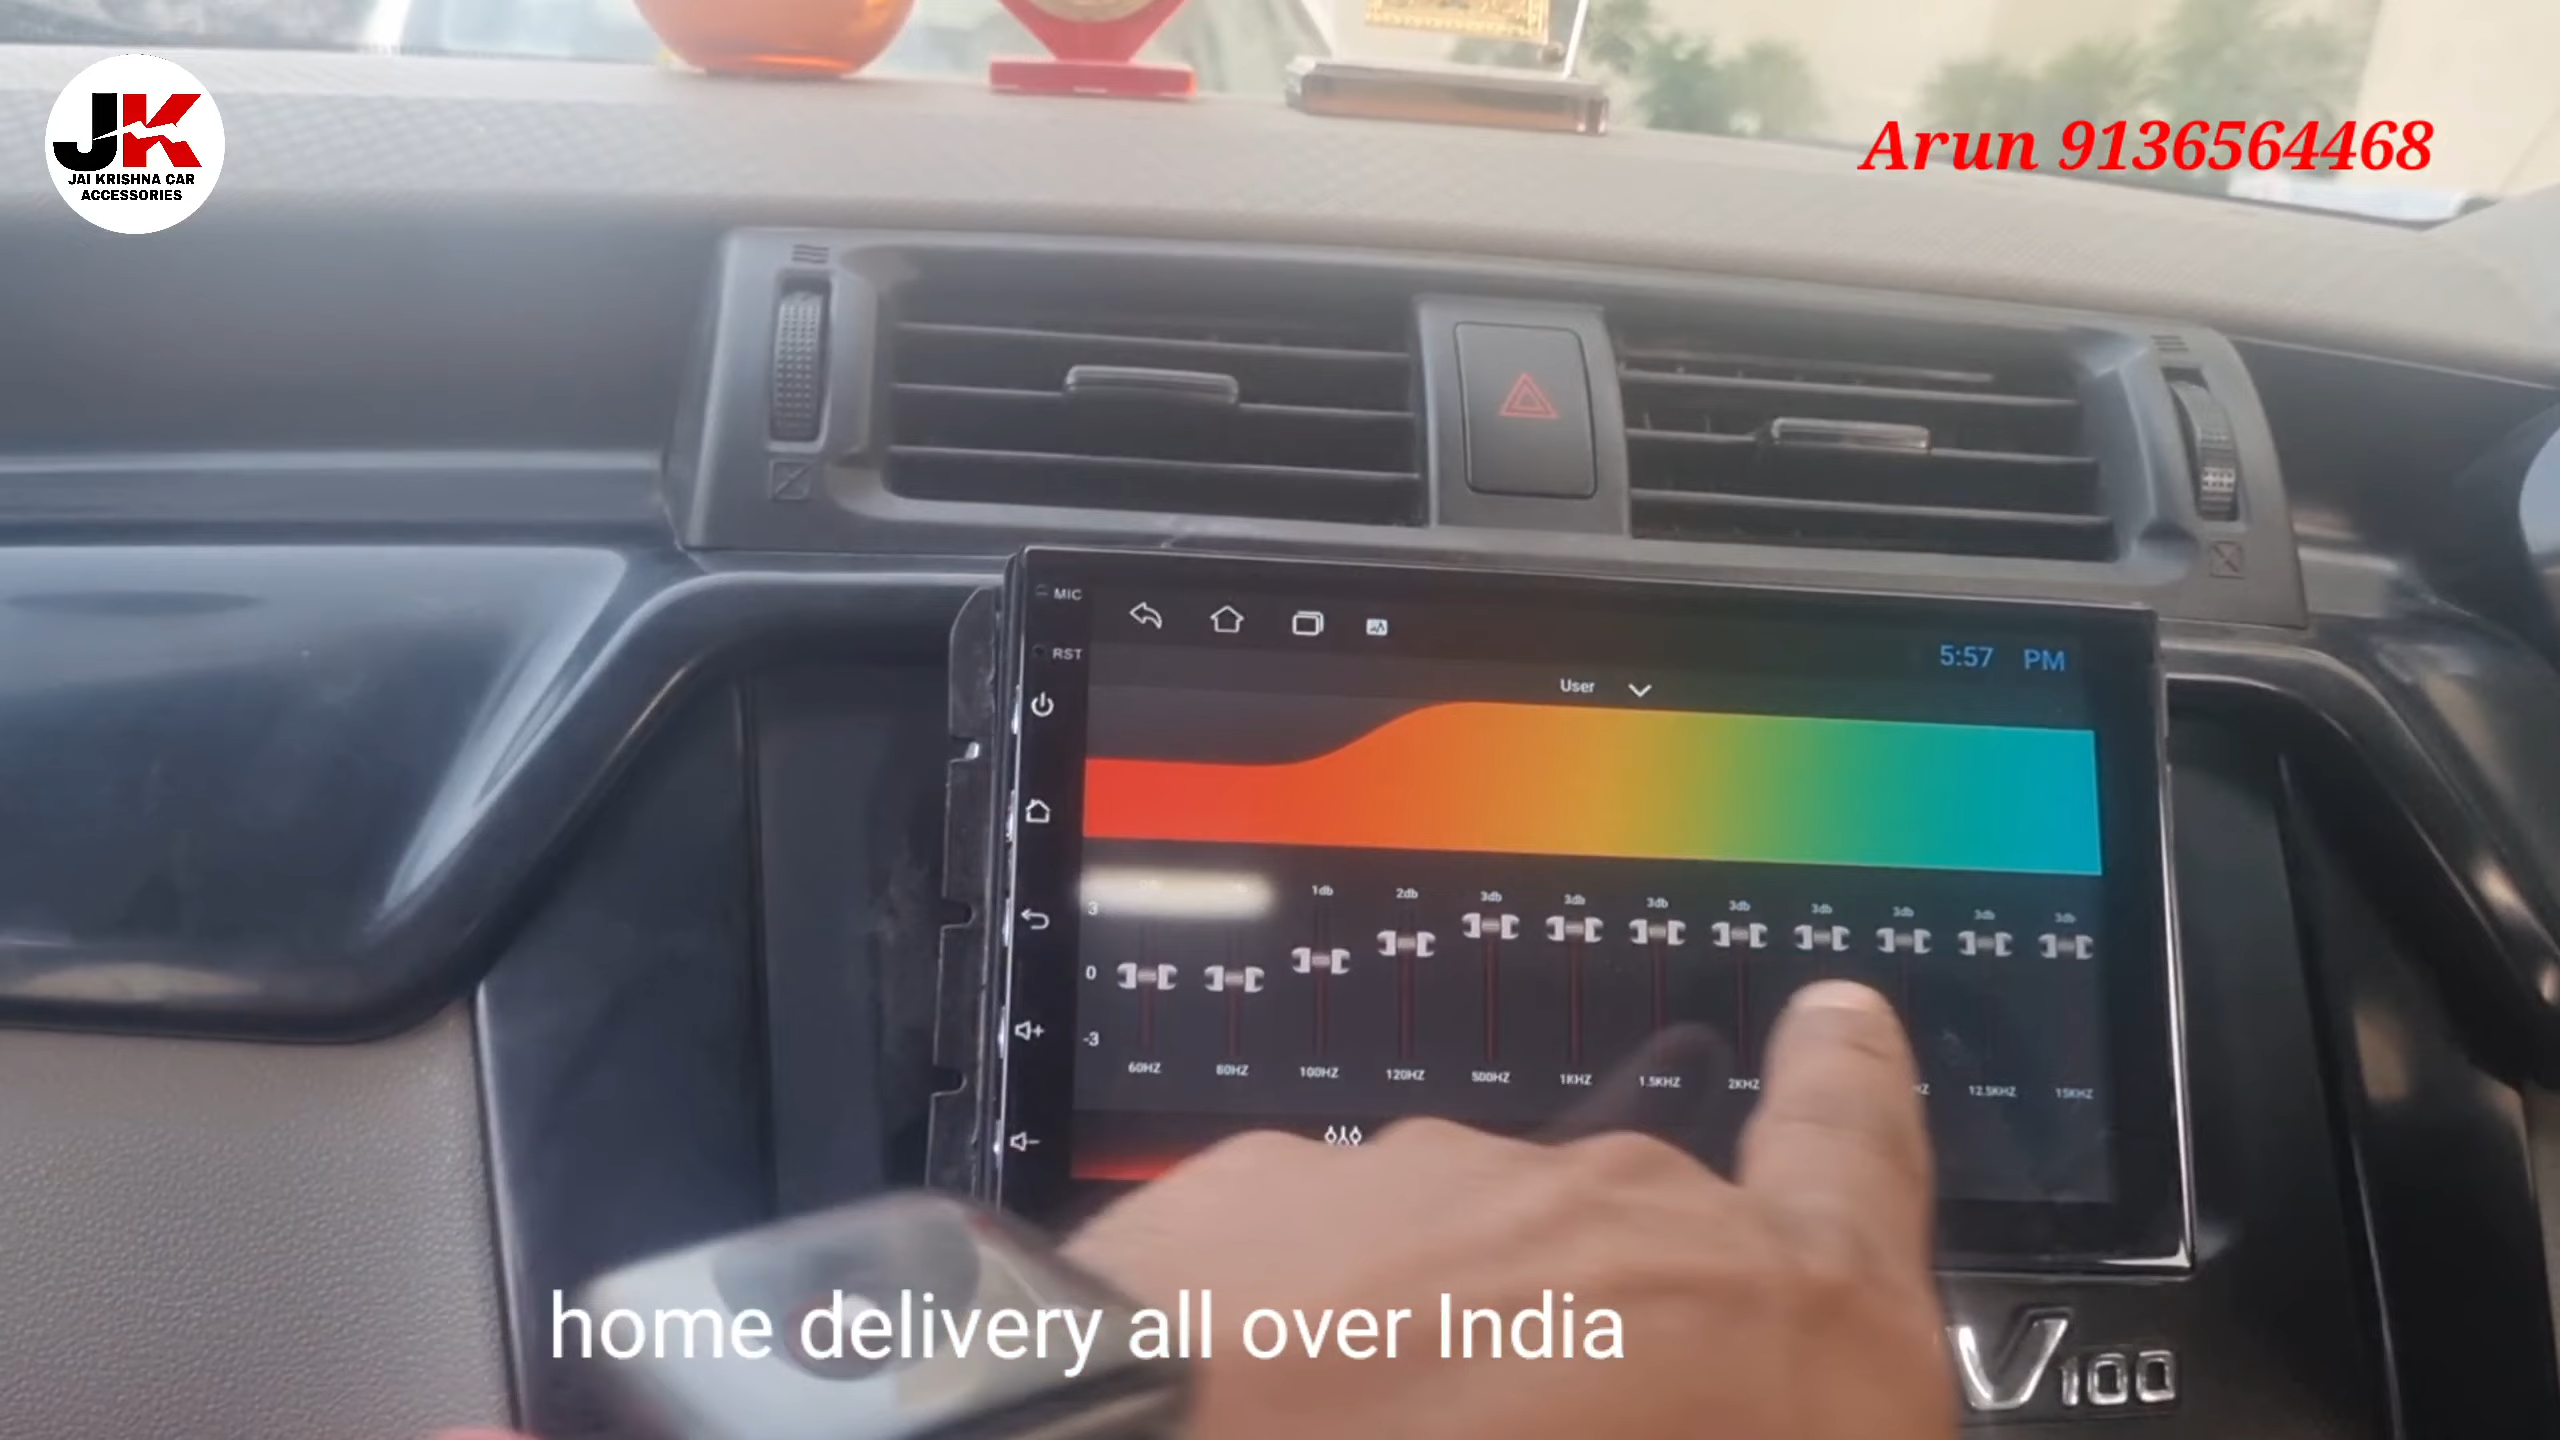 JK
JAI KRISHNA CAR
ACCESSORIES
Arun 9136564468
MIC
RST
5:57 PM
User
1db 2db 3db 3db 3db 3db 3db 3db 3db 3db
3
0
-3
60HZ 80HZ 100HZ 120HZ 500HZ 1KHZ 1.5KHZ 2KHZ 12.5KHZ 15KHZ
home delivery all over India
V100